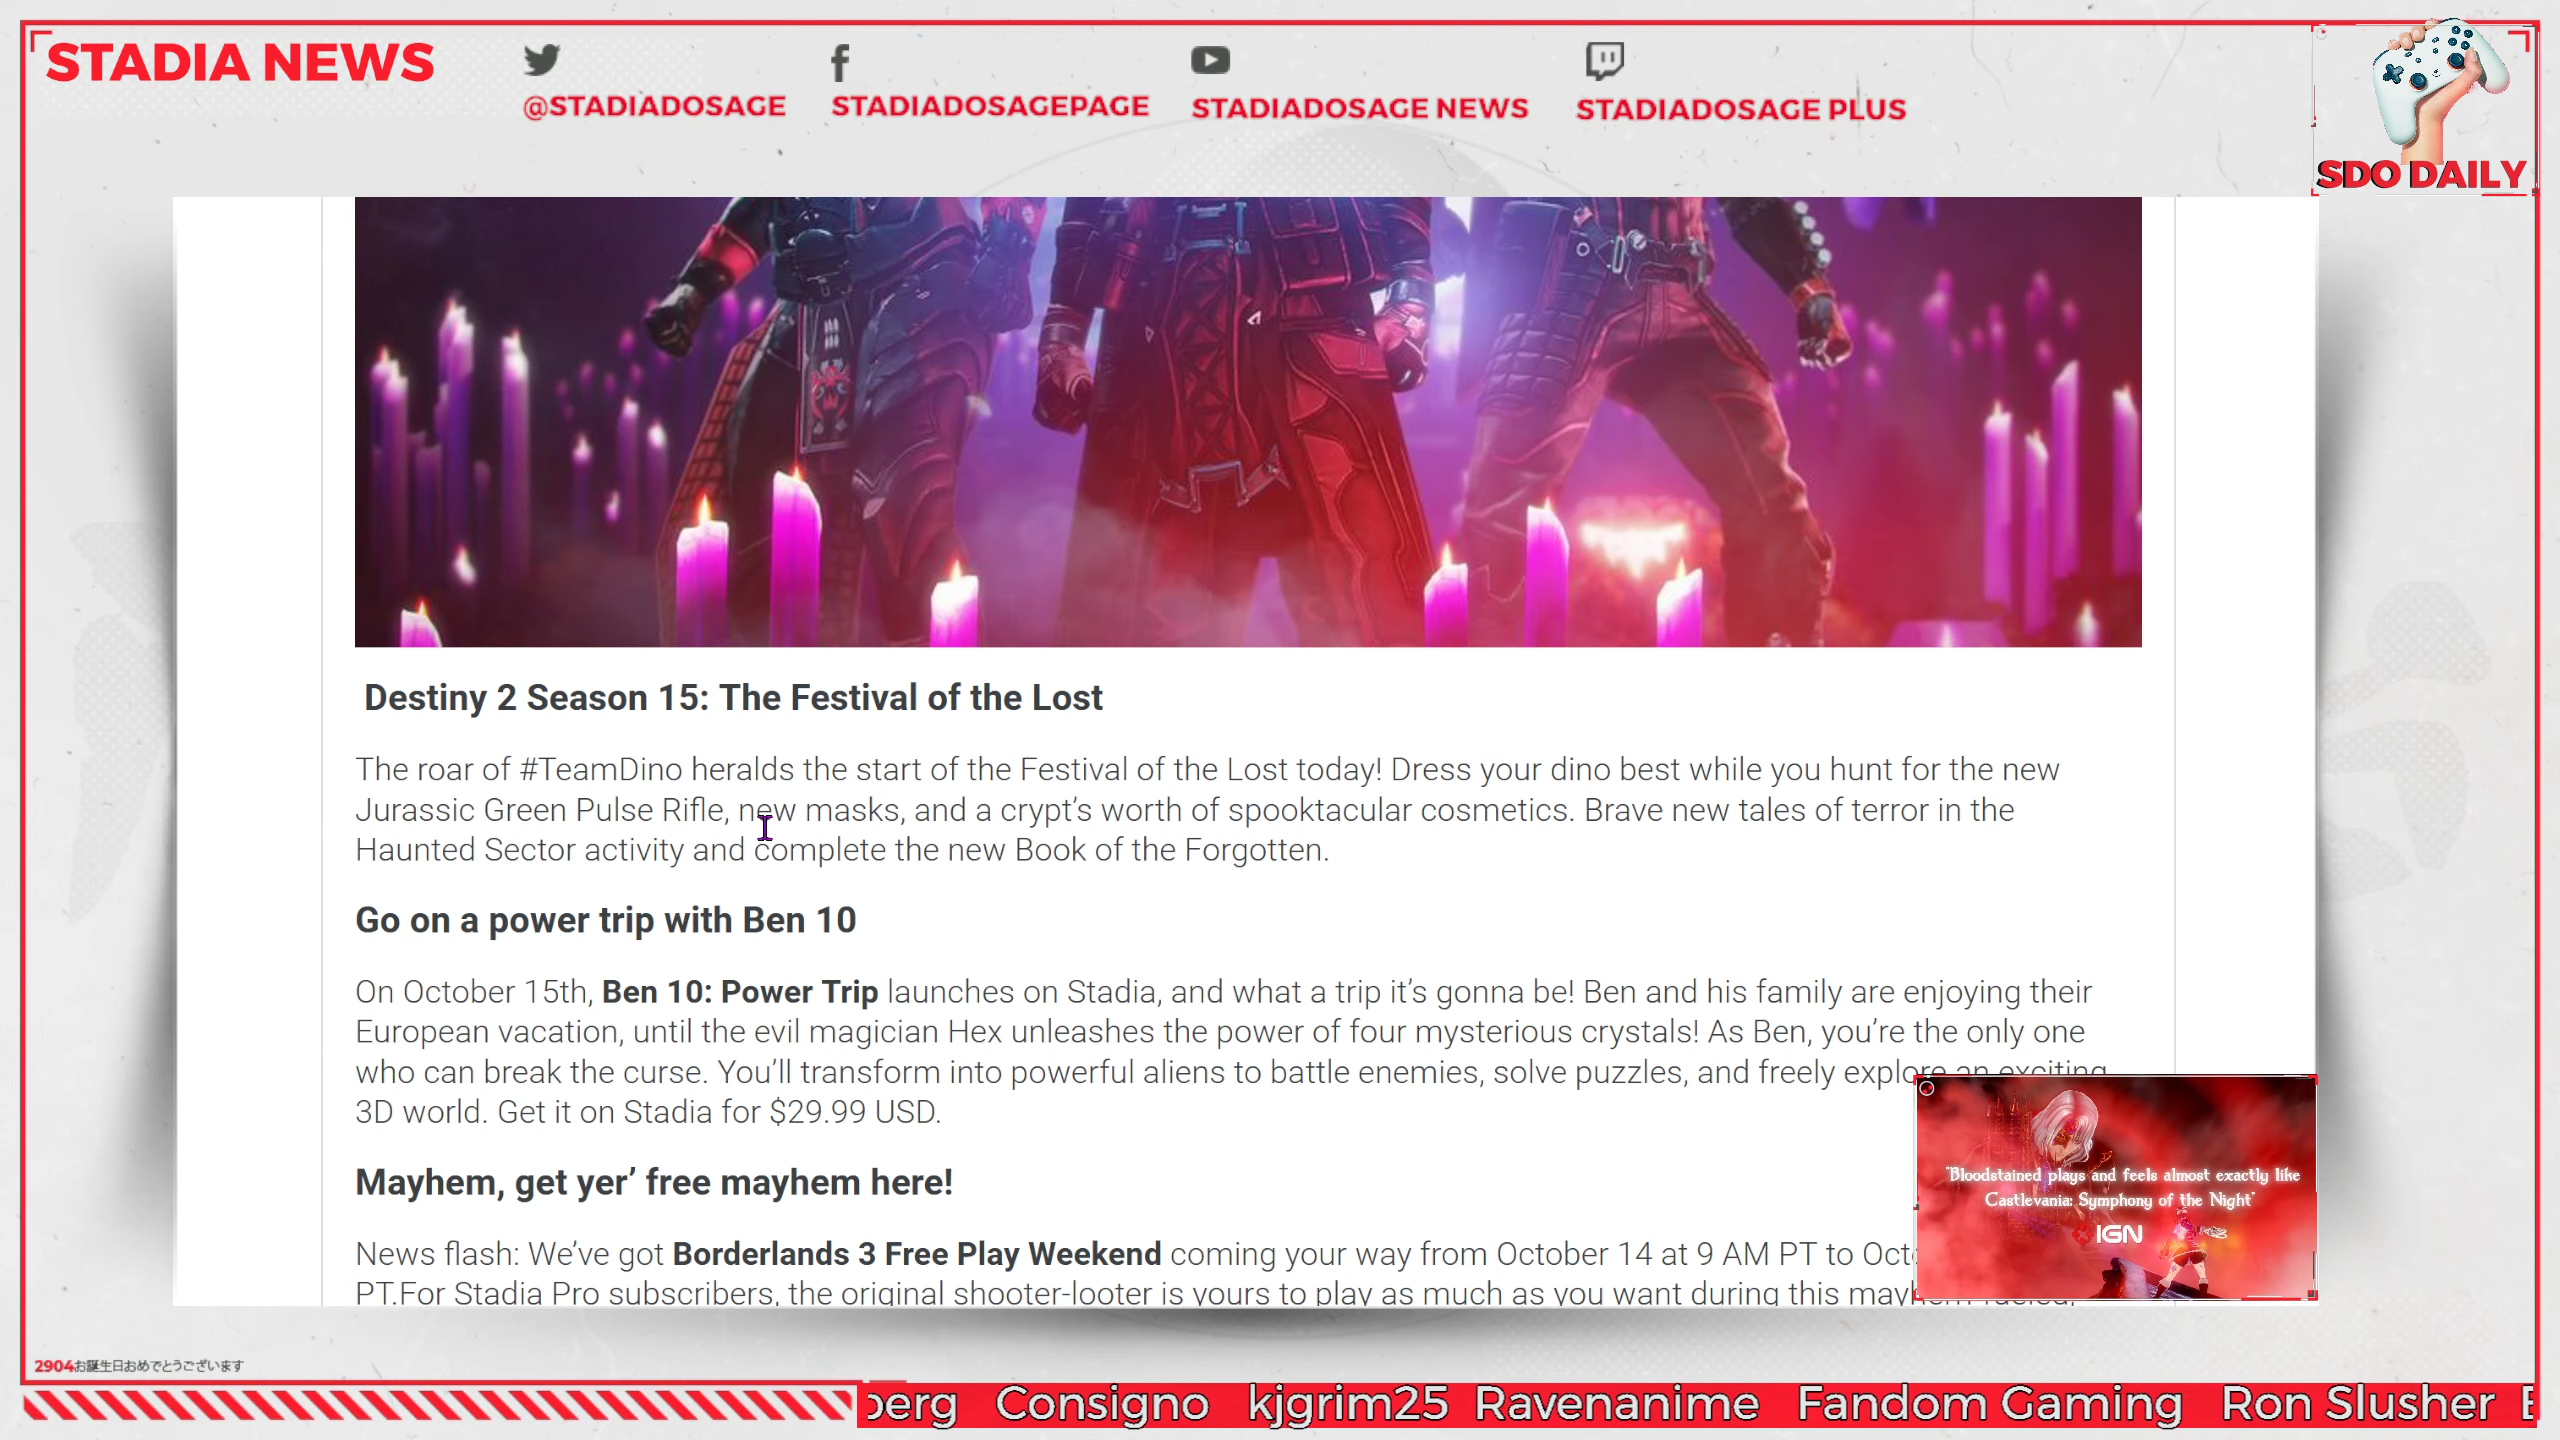 STADIA NEWS
@STADIADOSAGE
STADIADOSAGEPAGE
STADIADOSAGE NEWS
STADIADOSAGE PLUS
SDO DAILY
Destiny 2 Season 15: The Festival of the Lost
The roar of #TeamDino heralds the start of the Festival of the Lost today! Dress your dino best while you hunt for the new
Jurassic Green Pulse Rifle, new masks, and a crypt’s worth of spooktacular cosmetics. Brave new tales of terror in the
Haunted Sector activity and complete the new Book of the Forgotten.
Go on a power trip with Ben 10
On October 15th, Ben 10: Power Trip launches on Stadia, and what a trip it’s gonna be! Ben and his family are enjoying their
European vacation, until the evil magician Hex unleashes the power of four mysterious crystals! As Ben, you’re the only one
who can break the curse. You’ll transform into powerful aliens to battle enemies, solve puzzles, and freely explore an exciting
3D world. Get it on Stadia for $29.99 USD.
Mayhem, get yer’ free mayhem here!
News flash: We’ve got Borderlands 3 Free Play Weekend coming your way from October 14 at 9 AM PT to
PT.For Stadia Pro subscribers, the original shooter-looter is yours to play as much as you want during this
"Bloodstained plays and feels almost exactly like
Castlevania: Symphony of the Night"
IGN
2904お誕生日おめでとうございます
berg Consigno kjgrim25 Ravenanime Fandom Gaming Ron Slusher